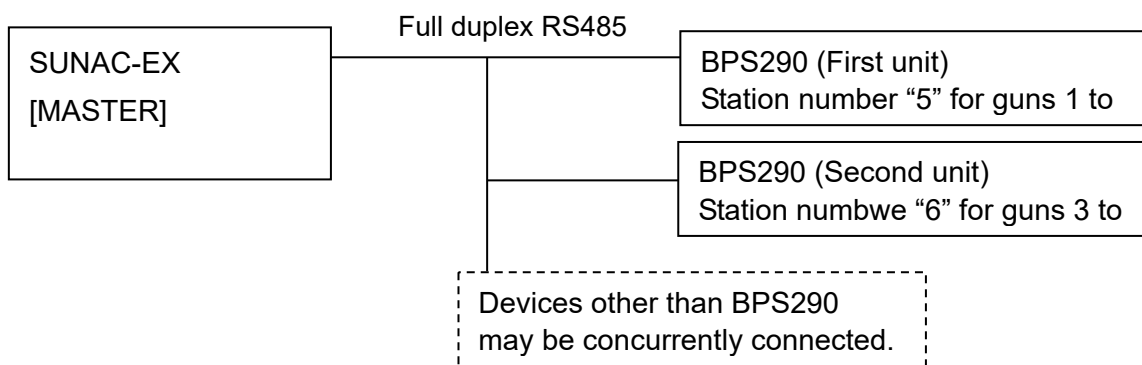 Full duplex RS485
SUNAC-EX
[MASTER]
BPS290 (First unit)
Station number “5” for guns 1 to
BPS290 (Second unit)
Station numbwe “6” for guns 3 to
Devices other than BPS290
may be concurrently connected.